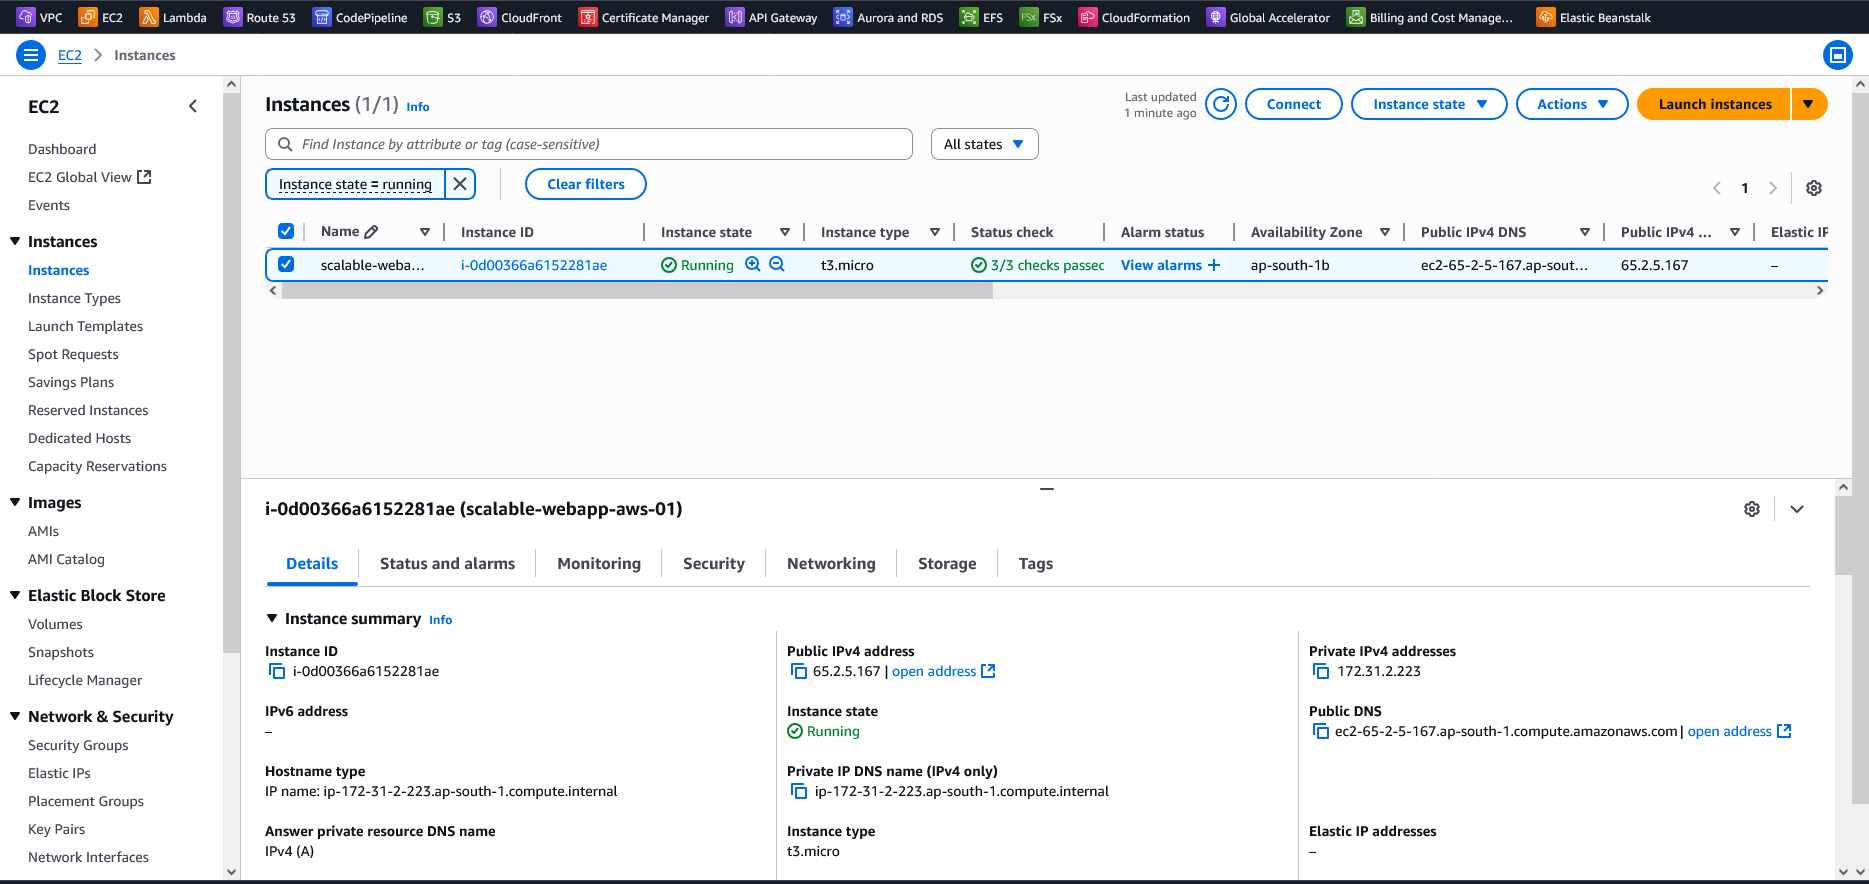 VPC EC2 Lambda Route 53 CodePipeline S3 CloudFront Certificate Manager API Gateway Aurora and RDS EFS FSx FSx CloudFormation Global Accelerator Billing and Cost Manage... Elastic Beanstalk
EC2 Instances
EC2
Dashboard
EC2 Global View
Events
Instances
Instances
Instance Types
Launch Templates
Spot Requests
Savings Plans
Reserved Instances
Dedicated Hosts
Capacity Reservations
Images
AMIs
AMI Catalog
Elastic Block Store
Volumes
Snapshots
Lifecycle Manager
Network & Security
Security Groups
Elastic IPs
Placement Groups
Key Pairs
Network Interfaces
Instances (1/1) Info
Last updated
1 minute ago
Connect Instance state Actions Launch instances
Find Instance by attribute or tag (case-sensitive)
All states
Instance state = running
Clear filters
1
Name Instance ID Instance state Instance type Status check Alarm status Availability Zone Public IPv4 DNS Public IPv4 ... Elastic IP
scalable-weba... i-0d00366a6152281ae Running t3.micro 3/3 checks passed View alarms + ap-south-1b ec2-65-2-5-167.ap-sout... 65.2.5.167 –
i-0d00366a6152281ae (scalable-webapp-aws-01)
Details Status and alarms Monitoring Security Networking Storage Tags
Instance summary Info
Instance ID
i-0d00366a6152281ae
Public IPv4 address
65.2.5.167 | open address
Private IPv4 addresses
172.31.2.223
IPv6 address
–
Instance state
Running
Public DNS
ec2-65-2-5-167.ap-south-1.compute.amazonaws.com | open address
Hostname type
IP name: ip-172-31-2-223.ap-south-1.compute.internal
Private IP DNS name (IPv4 only)
ip-172-31-2-223.ap-south-1.compute.internal
Answer private resource DNS name
IPv4 (A)
Instance type
t3.micro
Elastic IP addresses
–